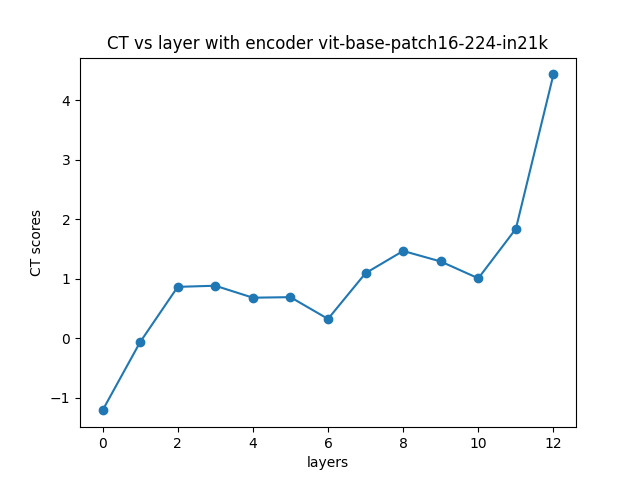 CT vs layer with encoder vit-base-patch16-224-in21k
CT scores
4
3
2
1
0
−1
0 2 4 6 8 10 12
layers